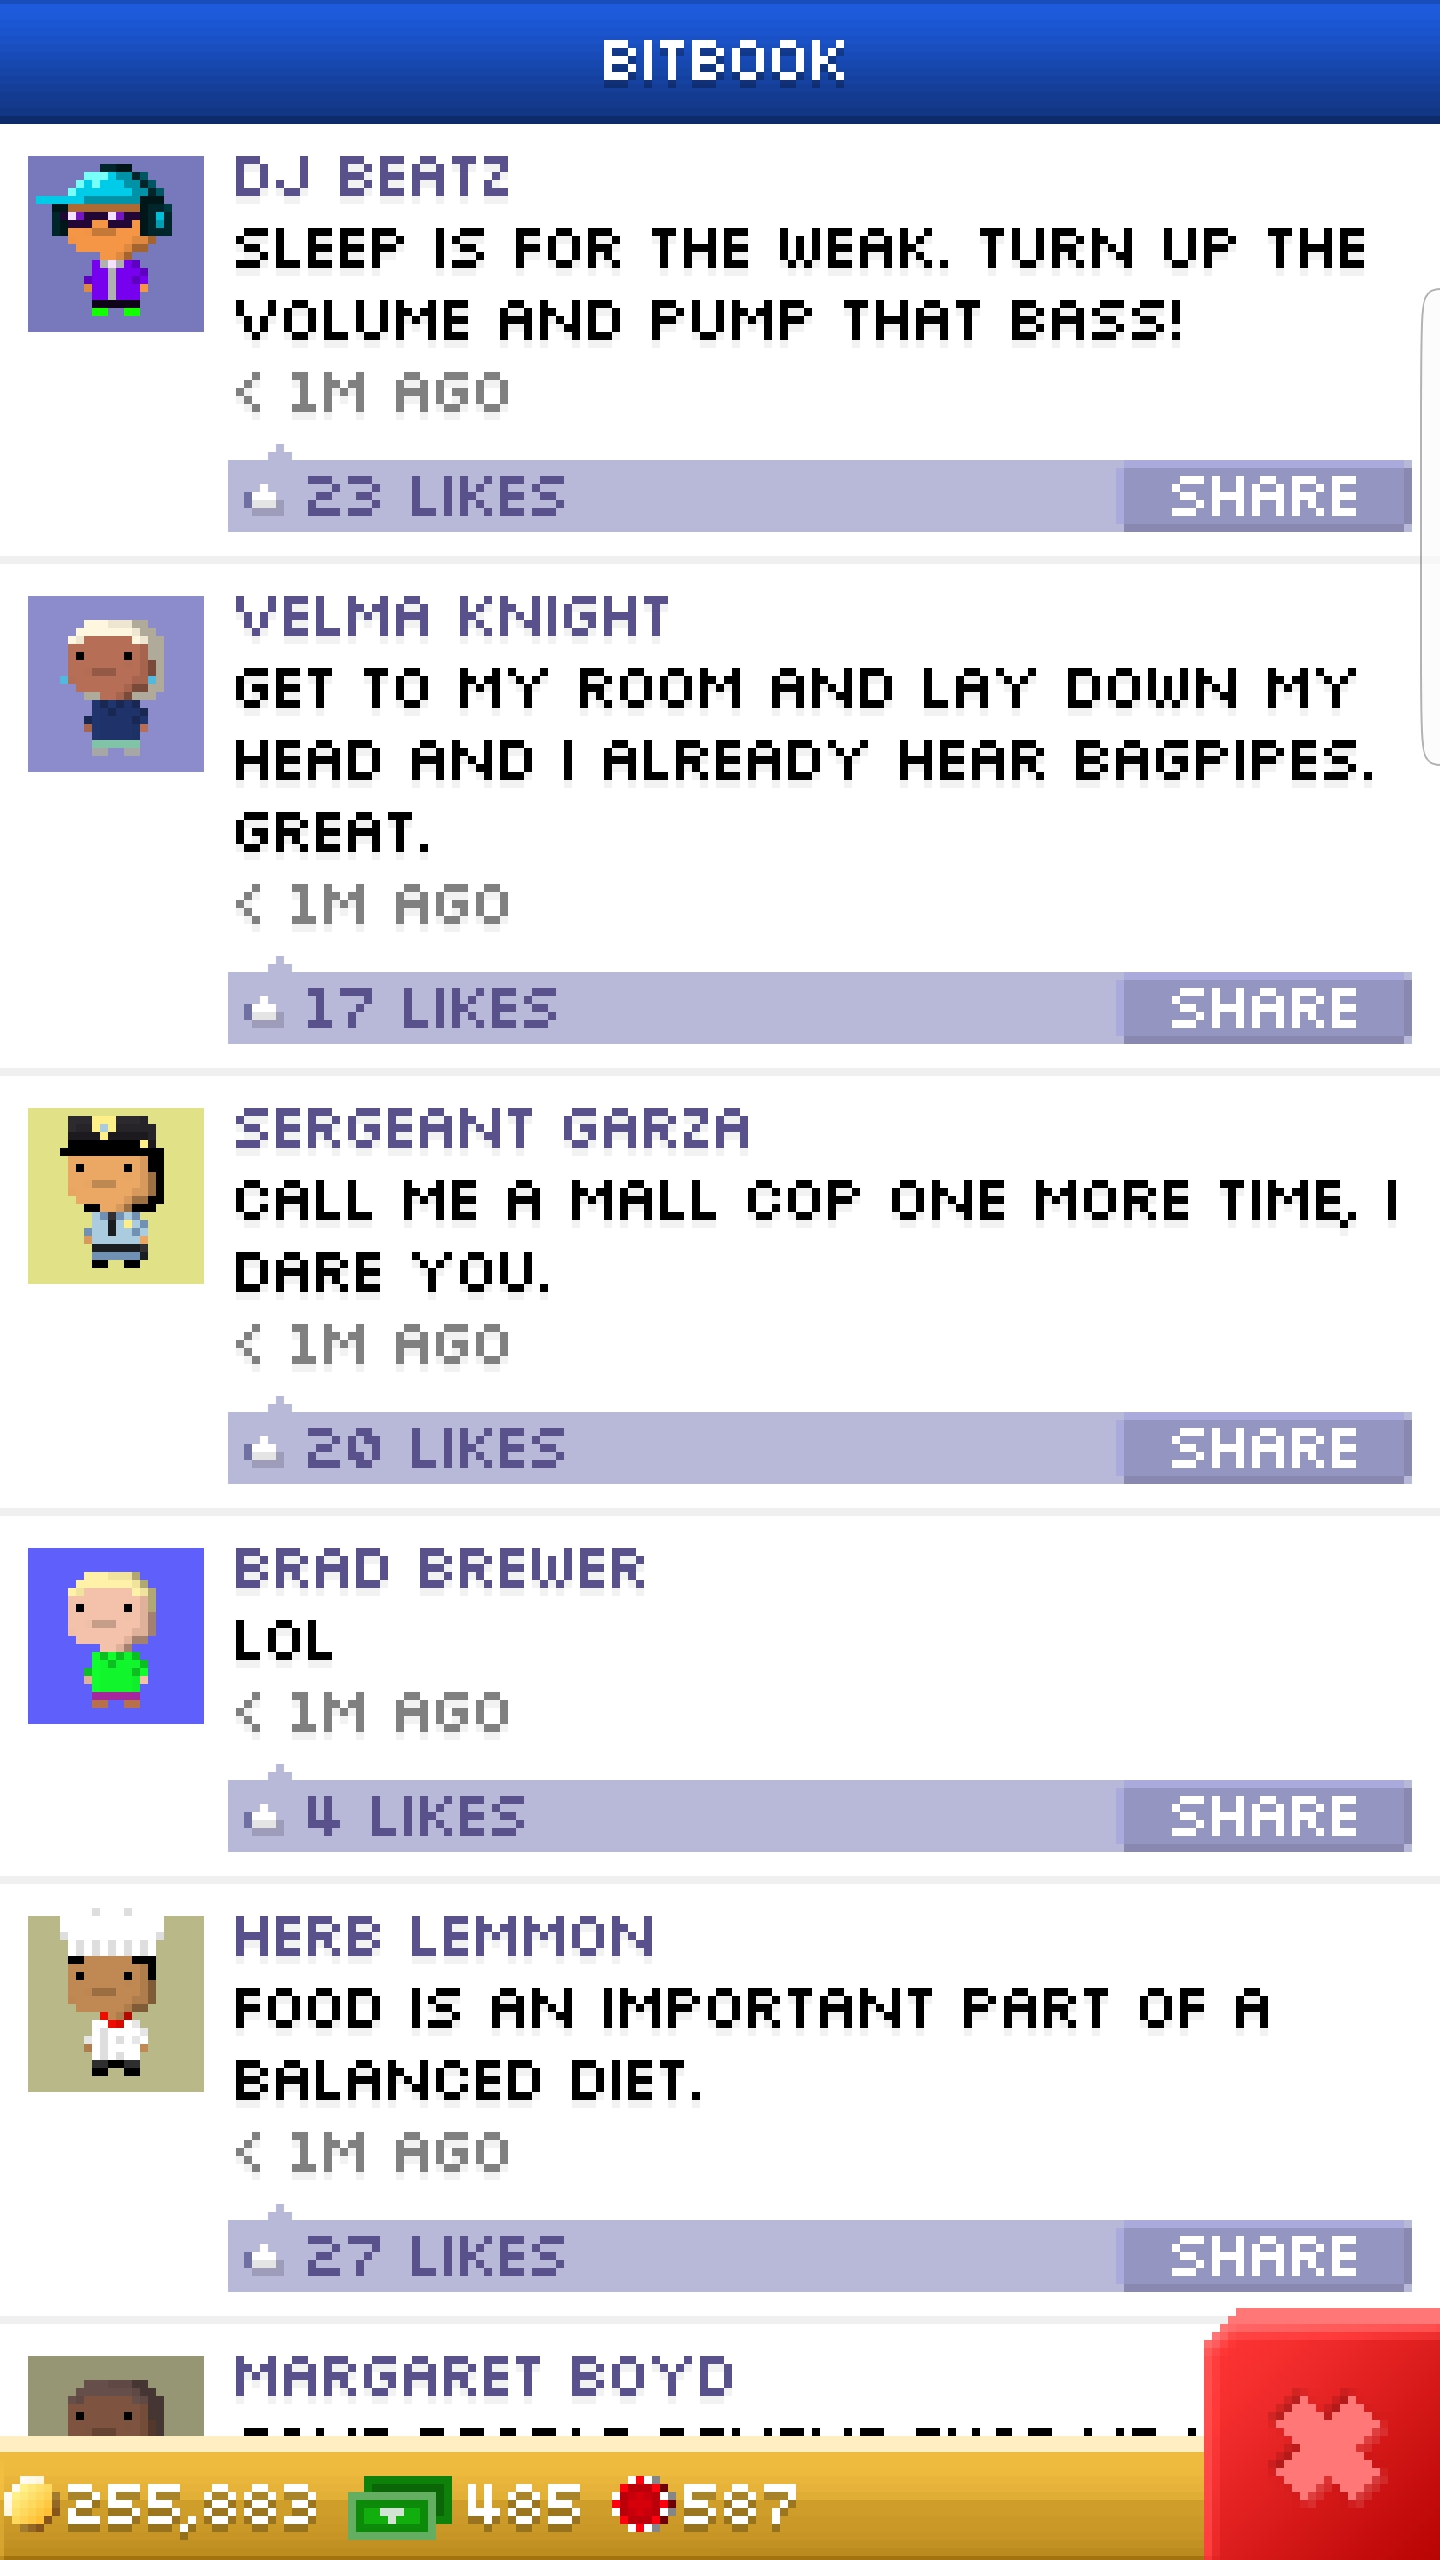 BITBOOK
DJ BEATZ
SLEEP IS FOR THE WEAK. TURN UP THE
VOLUME AND PUMP THAT BASS!
< 1M AGO
23 LIKES
SHARE
VELMA KNIGHT
GET TO MY ROOM AND LAY DOWN MY
HEAD AND I ALREADY HEAR BAGPIPES.
GREAT.
< 1M AGO
17 LIKES
SHARE
SERGEANT GARZA
CALL ME A MALL COP ONE MORE TIME, I
DARE YOU.
< 1M AGO
20 LIKES
SHARE
BRAD BREWER
LOL
< 1M AGO
4 LIKES
SHARE
HERB LEMMON
FOOD IS AN IMPORTANT PART OF A
BALANCED DIET.
< 1M AGO
27 LIKES
SHARE
MARGARET BOYD
255,883 485 587